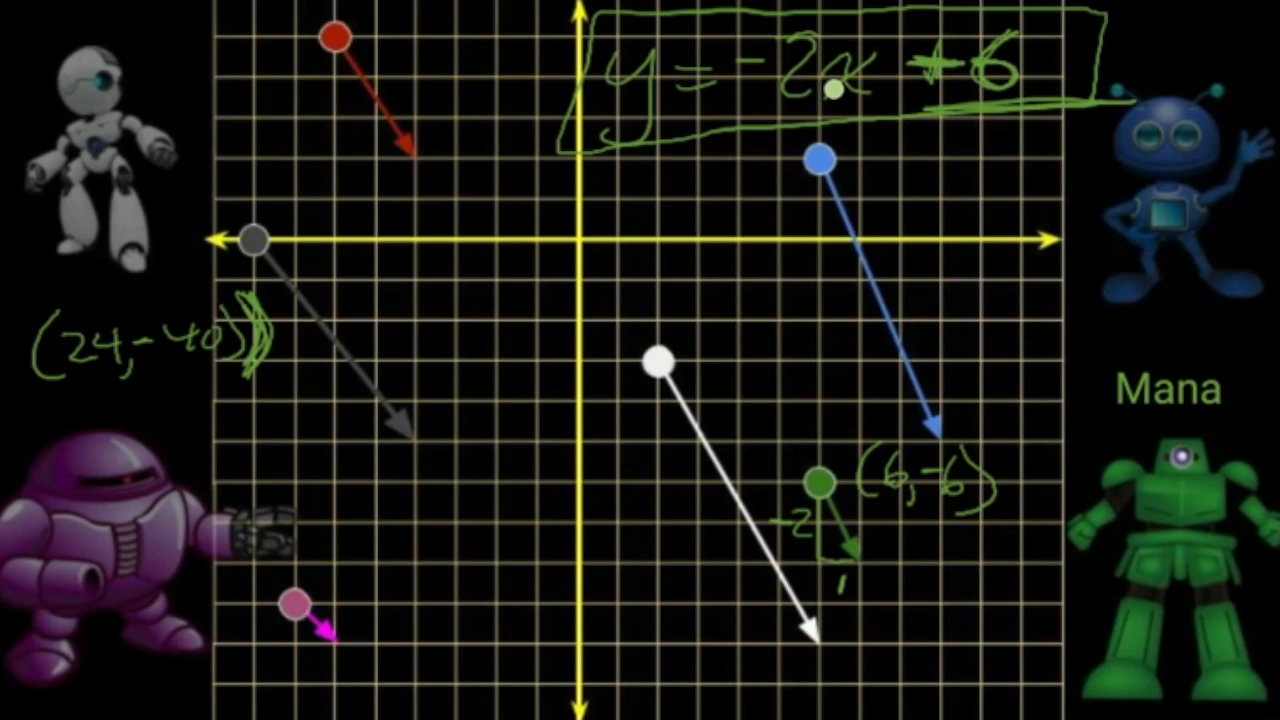 y = -2x + 6
(24,-40)
Mana
(6,-6)
-2
1